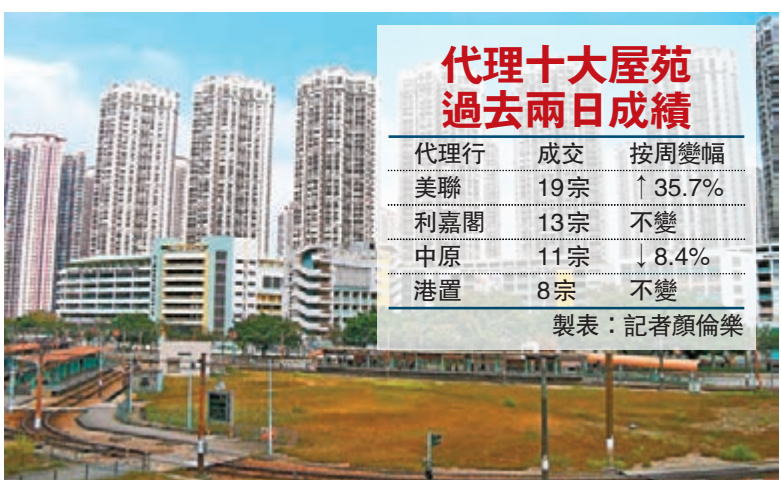 代理十大屋苑
過去兩日成績
代理行 成交 按周變幅
美聯 19宗 ↑35.7%
利嘉閣 13宗 不變
中原 11宗 ↓8.4%
港置 8宗 不變
製表：記者顏倫樂